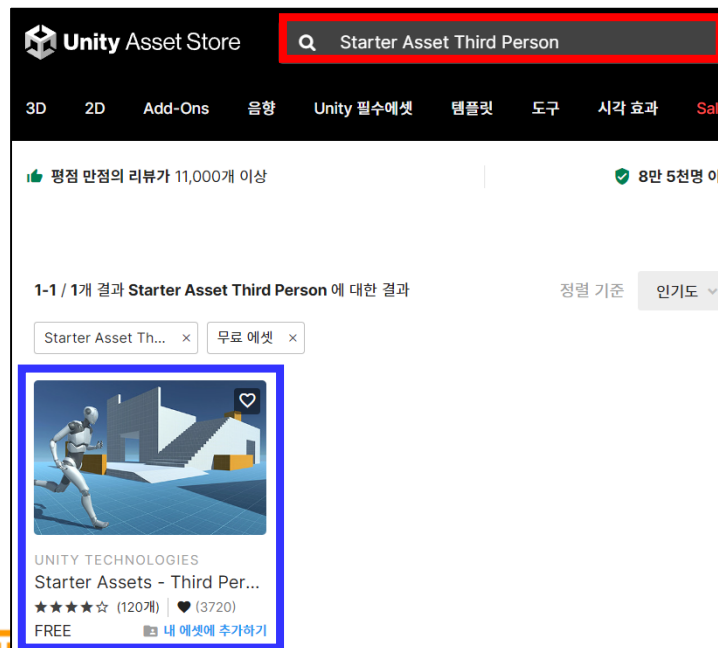 Unity Asset Store
Starter Asset Third Person
3D 2D Add-Ons 음향 Unity 필수에셋 템플릿 도구 시각 효과
평점 만점의 리뷰가 11,000개 이상
8만 5천명
1-1 / 1개 결과 Starter Asset Third Person 에 대한 결과
정렬 기준 인기도
Starter Asset Th... ×
무료 에셋 ×
UNITY TECHNOLOGIES
Starter Assets - Third Per...
★★★★☆ (120개) (3720)
FREE 내 에셋에 추가하기